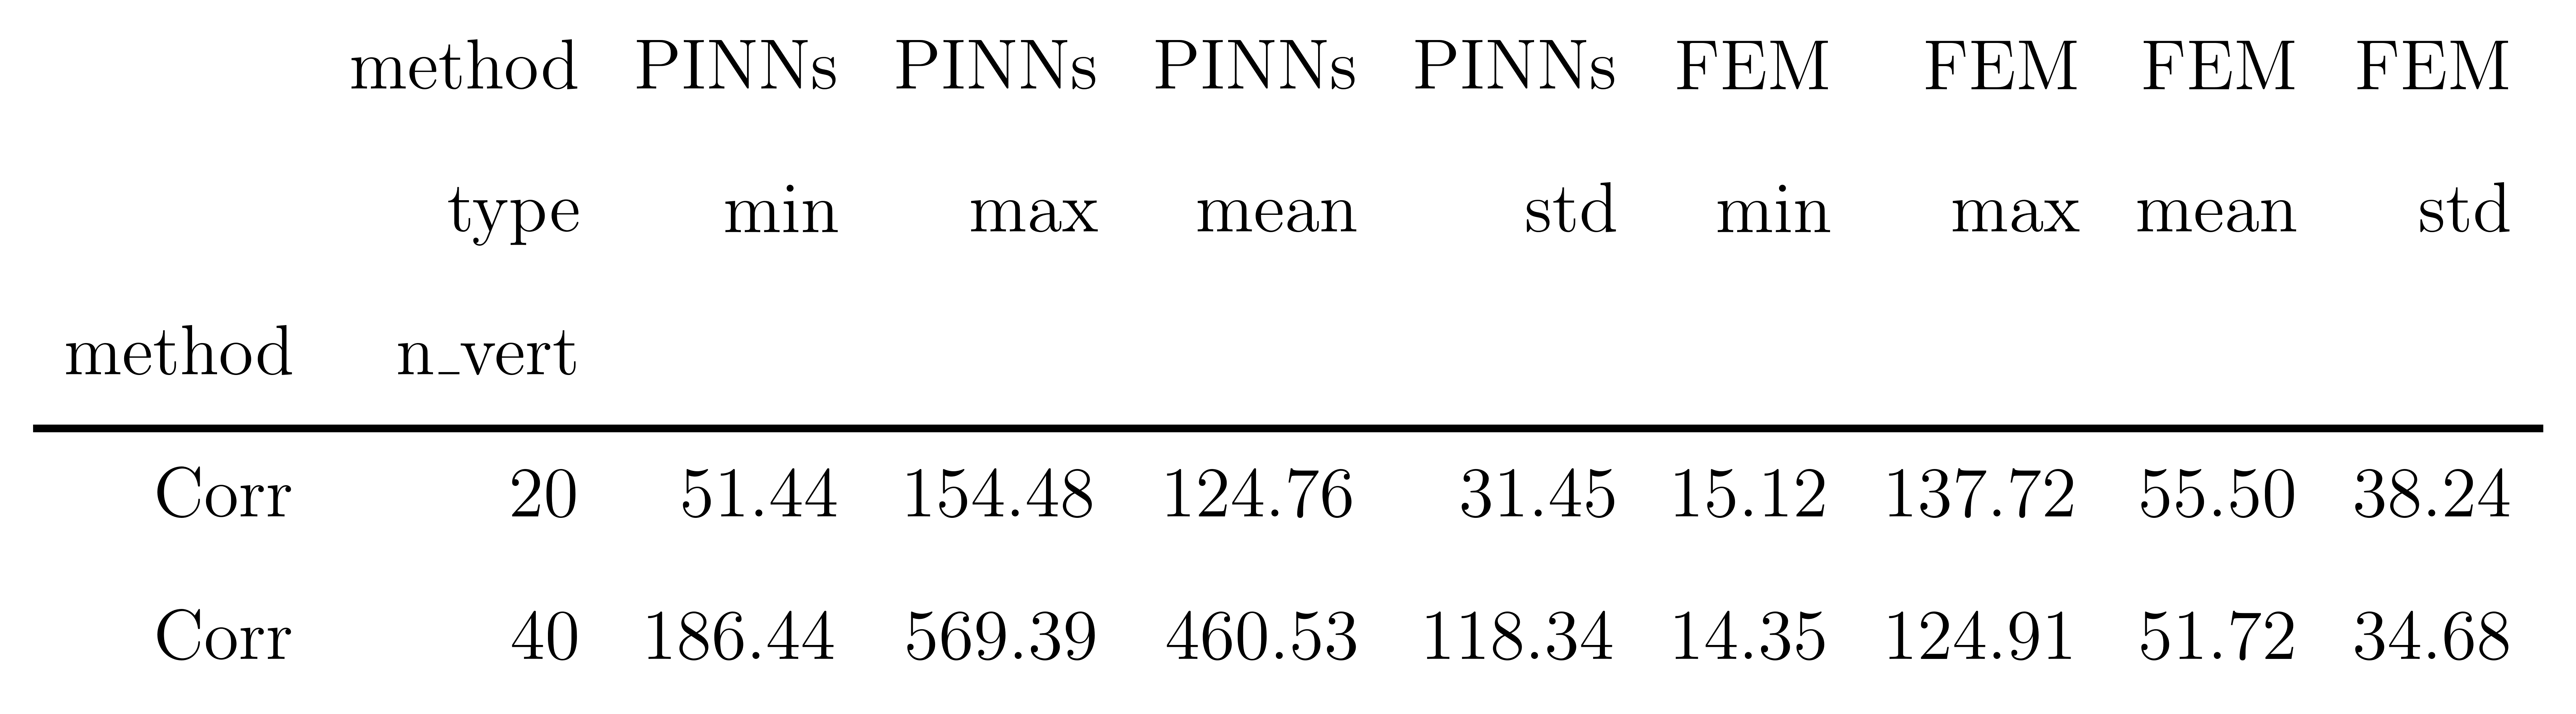 method PINNs PINNs PINNs PINNs FEM FEM FEM FEM
type min max mean std min max mean std
method n_vert
Corr 20 51.44 154.48 124.76 31.45 15.12 137.72 55.50 38.24
Corr 40 186.44 569.39 460.53 118.34 14.35 124.91 51.72 34.68